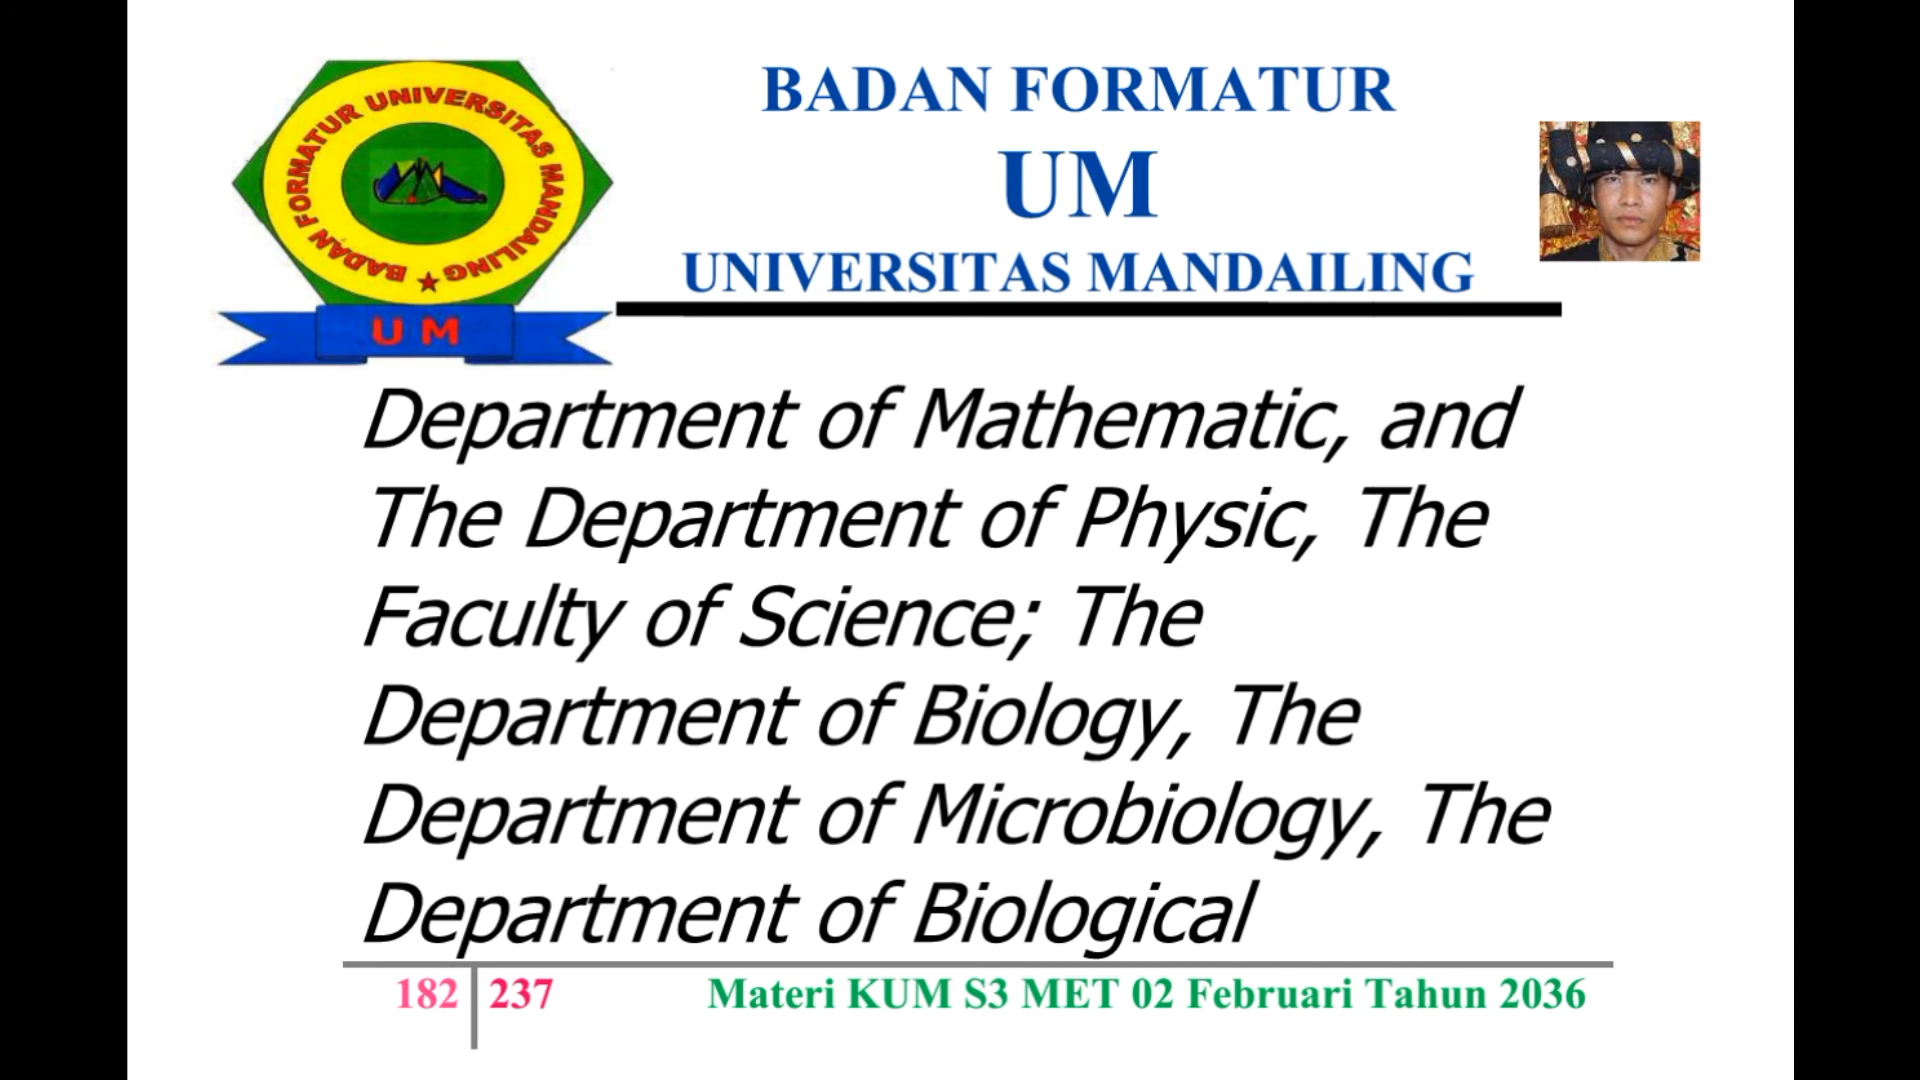 BADAN FORMATUR UNIVERSITAS MANDAILING
U M
BADAN FORMATUR
UM
UNIVERSITAS MANDAILING
Department of Mathematic, and
The Department of Physic, The
Faculty of Science; The
Department of Biology, The
Department of Microbiology, The
Department of Biological
182 237 Materi KUM S3 MET 02 Februari Tahun 2036